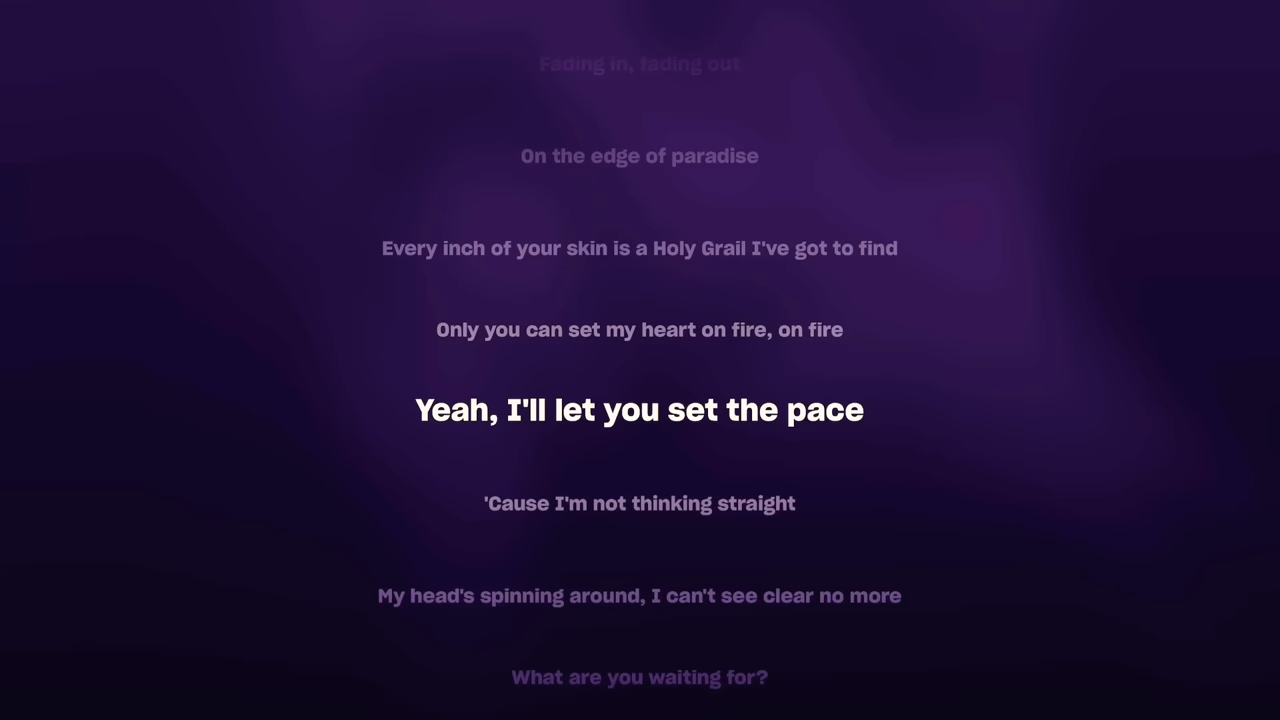 Fading in, fading out
On the edge of paradise
Every inch of your skin is a Holy Grail I've got to find
Only you can set my heart on fire, on fire
Yeah, I'll let you set the pace
'Cause I'm not thinking straight
My head's spinning around, I can't see clear no more
What are you waiting for?